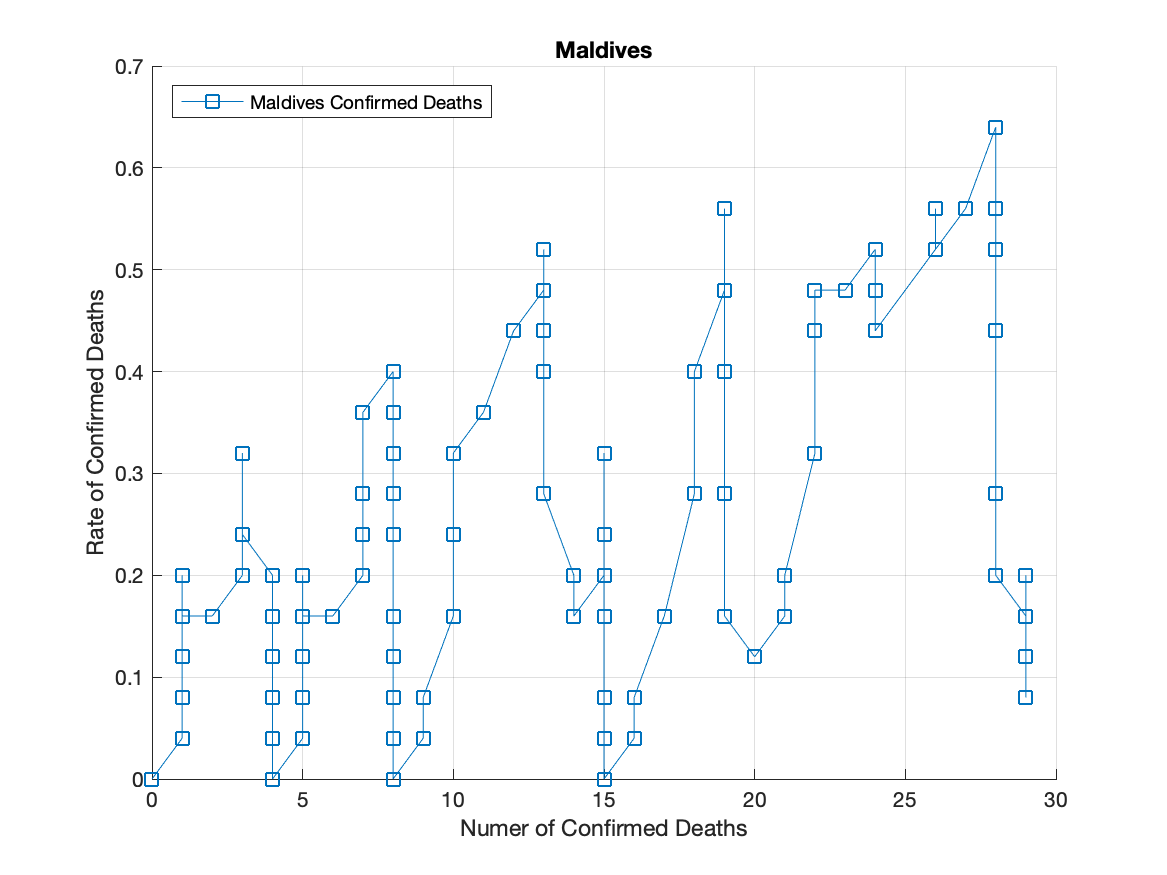 Maldives
Maldives Confirmed Deaths
Rate of Confirmed Deaths
0.7
0.6
0.5
0.4
0.3
0.2
0.1
0
0 5 10 15 20 25 30
Numer of Confirmed Deaths